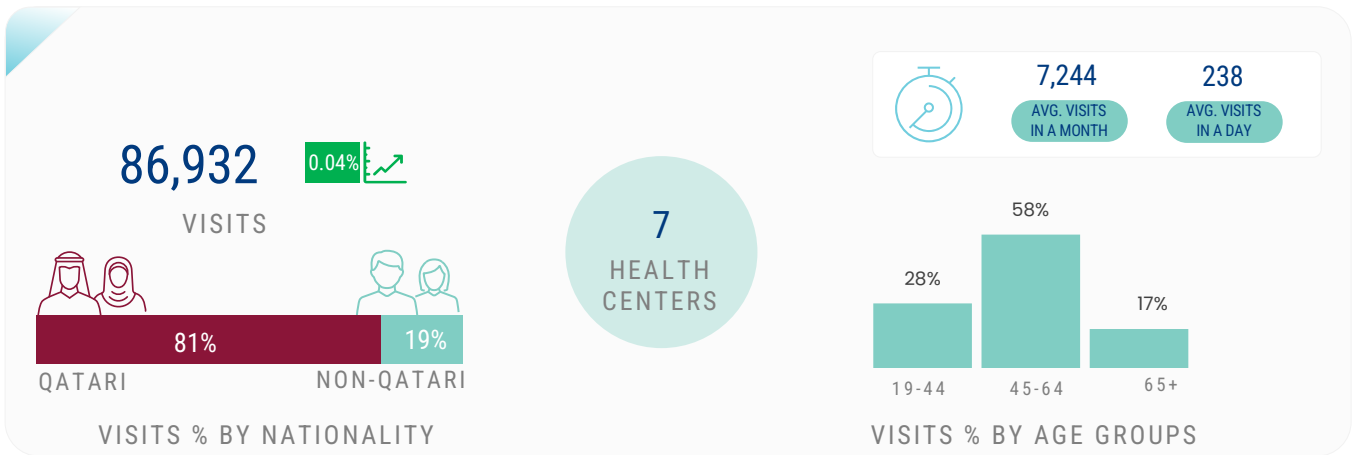 86,932
0.04%
VISITS
81%
19%
QATARI
NON-QATARI
VISITS % BY NATIONALITY
7
HEALTH
CENTERS
7,244
AVG. VISITS
IN A MONTH
238
AVG. VISITS
IN A DAY
28%
58%
17%
19-44
45-64
65+
VISITS % BY AGE GROUPS